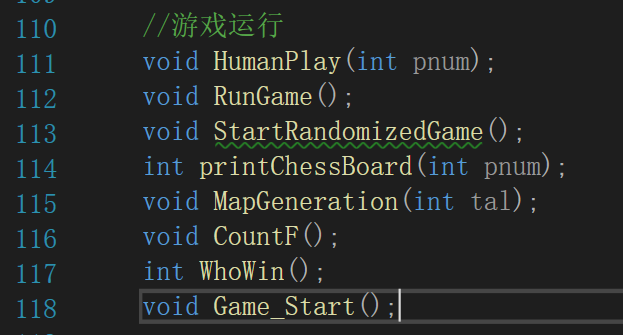 110 //游戏运行
111 void HumanPlay(int pnum);
112 void RunGame();
113 void StartRandomizedGame();
114 int printChessBoard(int pnum);
115 void MapGeneration(int tal);
116 void CountF();
117 int WhoWin();
118 void Game_Start();